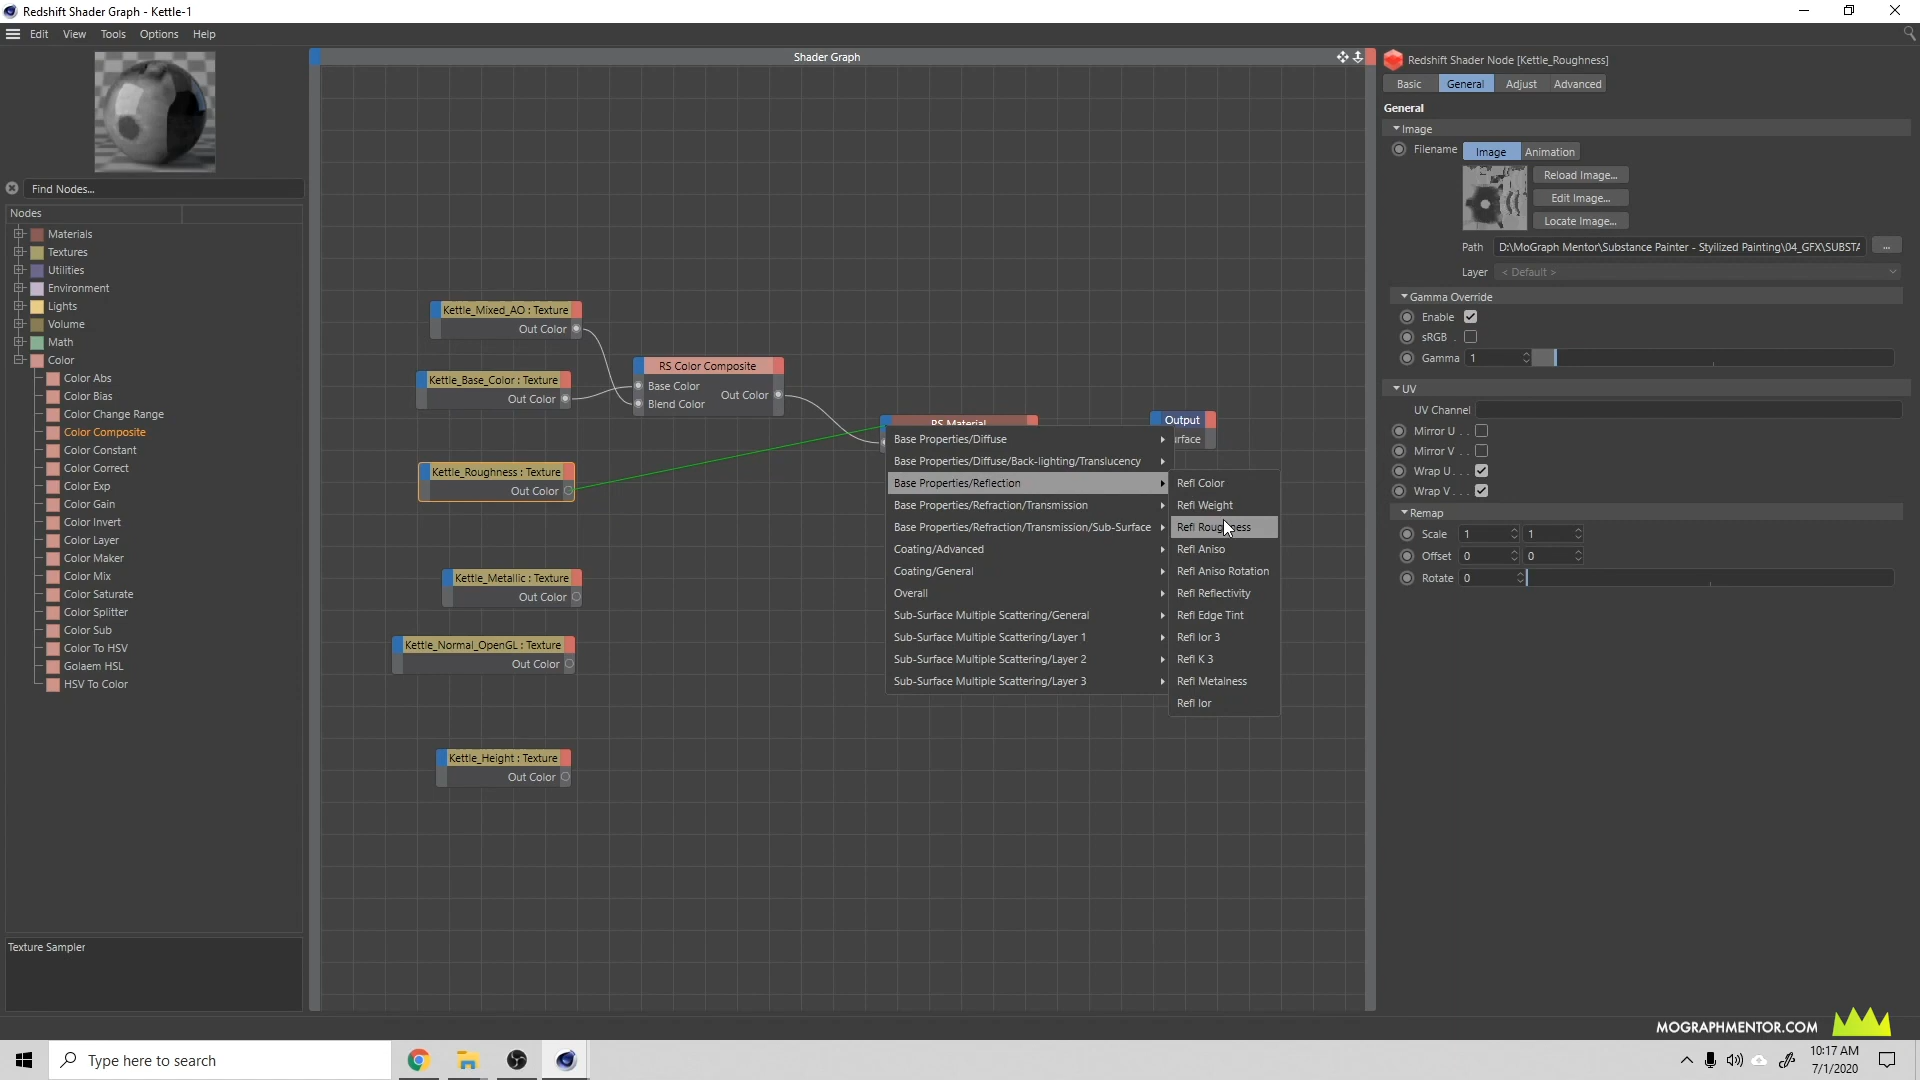 Redshift Shader Graph - Kettle-1
Edit View Tools Options Help
Find Nodes...
Nodes
Materials
Textures
Utilities
Environment
Lights
Volume
Math
Color
Color Abs
Color Bias
Color Change Range
Color Composite
Color Constant
Color Correct
Color Exp
Color Gain
Color Invert
Color Layer
Color Maker
Color Mix
Color Saturate
Color Splitter
Color Sub
Color To HSV
Golaem HSL
HSV To Color
Texture Sampler
Shader Graph
Kettle_Mixed_AO : Texture
Out Color
Kettle_Base_Color : Texture
Out Color
RS Color Composite
Base Color
Out Color
Blend Color
Kettle_Roughness : Texture
Out Color
Kettle_Metallic : Texture
Out Color
Kettle_Normal_OpenGL : Texture
Out Color
Kettle_Height : Texture
Out Color
RS Material
Output
Base Properties/Diffuse
Base Properties/Diffuse/Back-lighting/Translucency
Base Properties/Reflection
Base Properties/Refraction/Transmission
Base Properties/Refraction/Transmission/Sub-Surface
Coating/Advanced
Coating/General
Overall
Sub-Surface Multiple Scattering/General
Sub-Surface Multiple Scattering/Layer 1
Sub-Surface Multiple Scattering/Layer 2
Sub-Surface Multiple Scattering/Layer 3
Refl Color
Refl Weight
Refl Roughness
Refl Aniso
Refl Aniso Rotation
Refl Reflectivity
Refl Edge Tint
Refl Ior 3
Refl K 3
Refl Metalness
Refl Ior
Redshift Shader Node [Kettle_Roughness]
Basic General Adjust Advanced
General
Image
Filename Image Animation
Reload Image...
Edit Image...
Locate Image...
Path D:\MoGraph Mentor\Substance Painter - Styilized Painting\04_GFX\SUBSTA ...
Layer < Default >
Gamma Override
Enable
sRGB .
Gamma 1
UV
UV Channel
Mirror U . .
Mirror V . .
Wrap U . . .
Wrap V . . .
Remap
Scale 1 1
Offset 0 0
Rotate 0
MOGRAPHMENTOR.COM
Type here to search
10:17 AM
7/1/2020